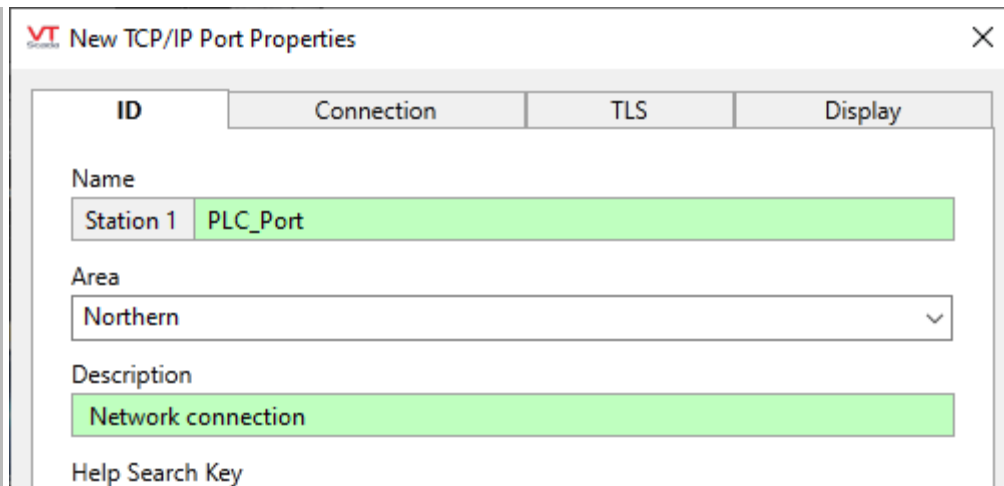 VT
Scada
New TCP/IP Port Properties
ID Connection TLS Display
Name
Station 1 PLC_Port
Area
Northern
Description
Network connection
Help Search Key